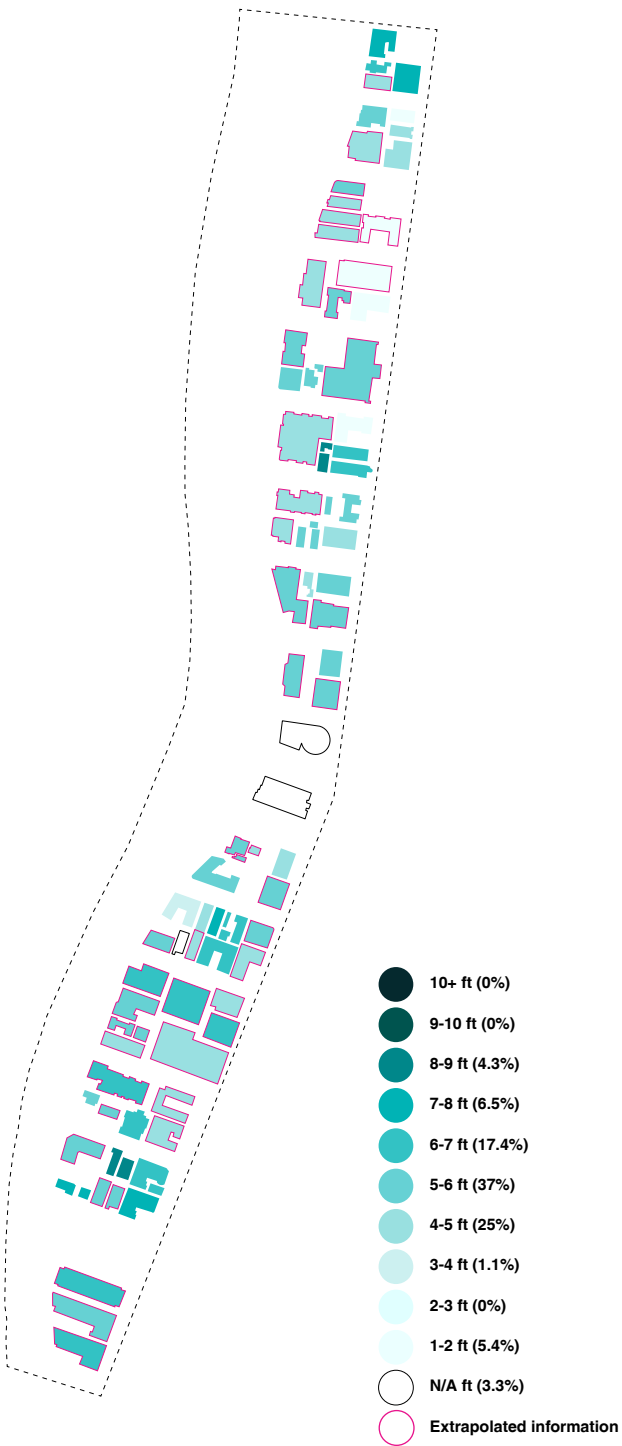 10+ ft (0%)
9-10 ft (0%)
8-9 ft (4.3%)
7-8 ft (6.5%)
6-7 ft (17.4%)
5-6 ft (37%)
4-5 ft (25%)
3-4 ft (1.1%)
2-3 ft (0%)
1-2 ft (5.4%)
N/A ft (3.3%)
Extrapolated information